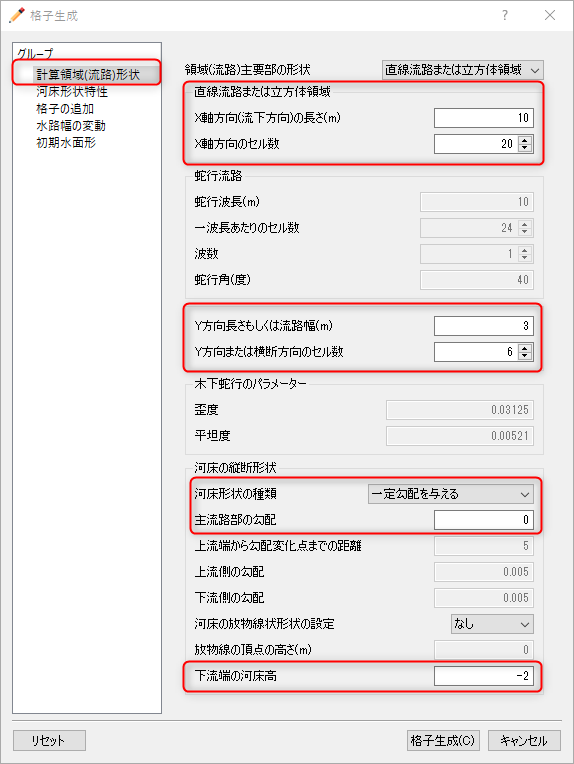 格子生成
?
グループ
計算領域(流路)形状
河床形状特性
格子の追加
水路幅の変動
初期水面形
領域(流路)主要部の形状 直線流路または立方体領域
直線流路または立方体領域
X軸方向(流下方向)の長さ(m) 10
X軸方向のセル数 20
蛇行流路
蛇行波長(m) 10
一波長あたりのセル数 24
波数 1
蛇行角(度) 40
Y方向長さもしくは流路幅(m) 3
Y方向または横断方向のセル数 6
木下蛇行のパラメーター
歪度 0.03125
平坦度 0.00521
河床の縦断形状
河床形状の種類 一定勾配を与える
主流路部の勾配 0
上流端から勾配変化点までの距離 5
上流側の勾配 0.005
下流側の勾配 0.005
河床の放物線状形状の設定 なし
放物線の頂点の高さ(m) 0
下流端の河床高 -2
リセット 格子生成(C) キャンセル